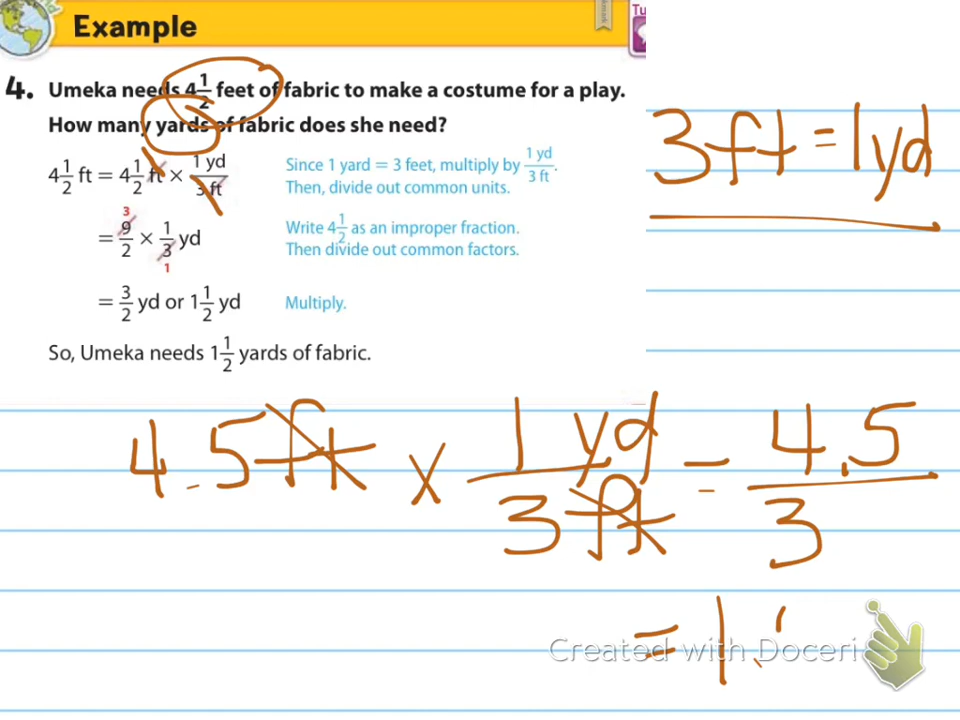 Example
4. Umeka needs 4 1/2 feet of fabric to make a costume for a play.
How many yards of fabric does she need?
4 1/2 ft = 4 1/2 ft × 1 yd/3 ft
Since 1 yard = 3 feet, multiply by 1 yd/3 ft.
Then, divide out common units.
3
= 9/2 × 1/3 yd
1
Write 4 1/2 as an improper fraction.
Then divide out common factors.
= 3/2 yd or 1 1/2 yd
Multiply.
So, Umeka needs 1 1/2 yards of fabric.
3ft = 1yd
4.5ft x 1 yd/3 ft = 4.5/3
= 1.
Created with Doceri